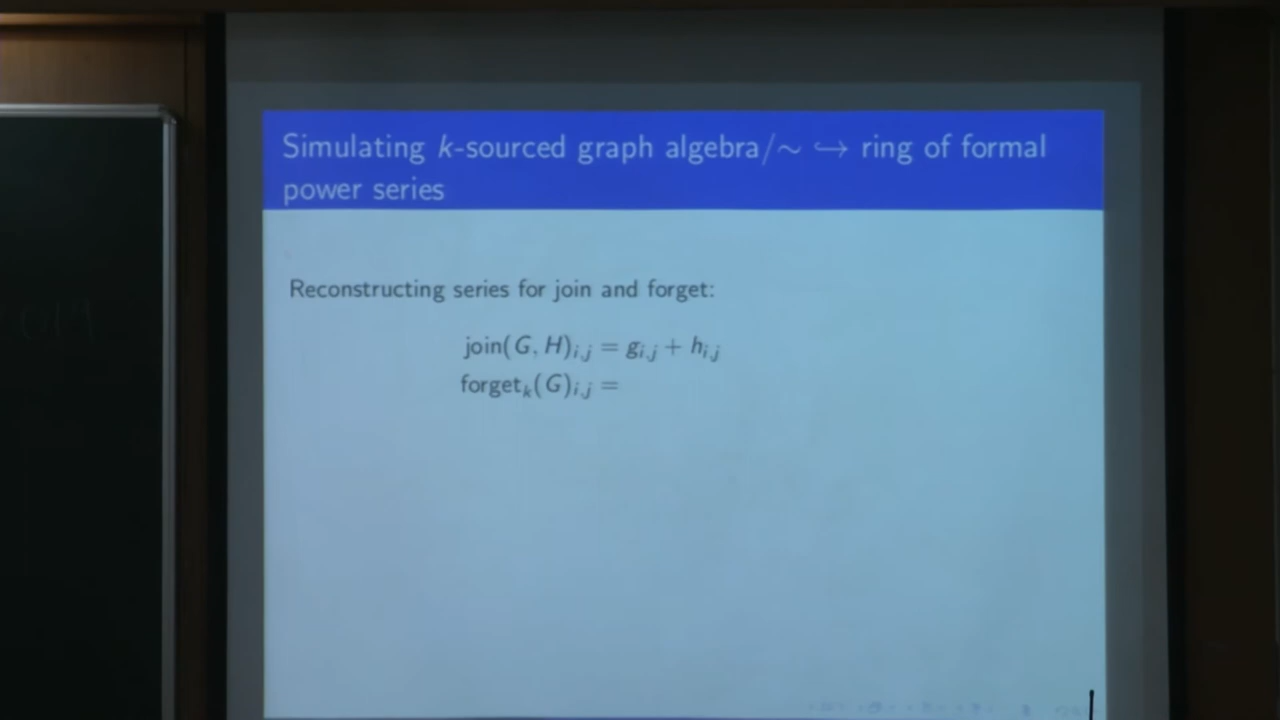 Simulating k-sourced graph algebra/∼ ↪ ring of formal
power series
Reconstructing series for join and forget:
join(G, H)_{i,j} = g_{i,j} + h_{i,j}
forget_k(G)_{i,j} =